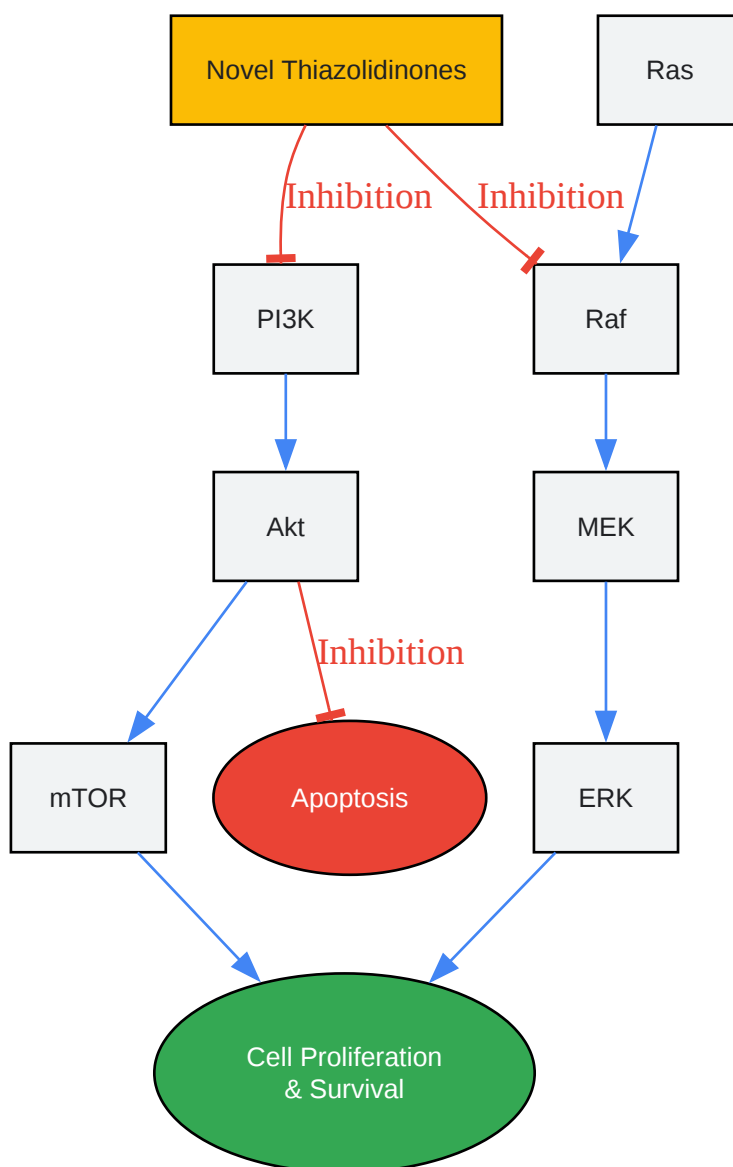 Novel Thiazolidinones
Ras
Inhibition
Inhibition
PI3K
Raf
Akt
MEK
Inhibition
mTOR
Apoptosis
ERK
Cell Proliferation
& Survival